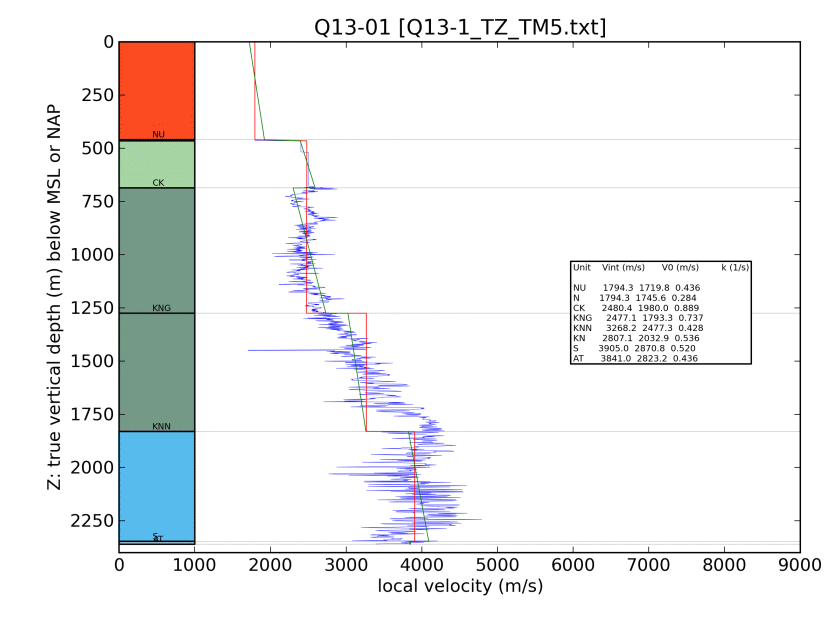 Q13-01 [Q13-1_TZ_TM5.txt]
Z: true vertical depth (m) below MSL or NAP
0
250
500
750
1000
1250
1500
1750
2000
2250
NU
CK
KNG
KNN
S
AT
Unit Vint (m/s) V0 (m/s) k (1/s)
NU 1794.3 1719.8 0.436
N 1794.3 1745.6 0.284
CK 2480.4 1980.0 0.889
KNG 2477.1 1793.3 0.737
KNN 3268.2 2477.3 0.428
KN 2807.1 2032.9 0.536
S 3905.0 2870.8 0.520
AT 3841.0 2823.2 0.436
0 1000 2000 3000 4000 5000 6000 7000 8000 9000
local velocity (m/s)